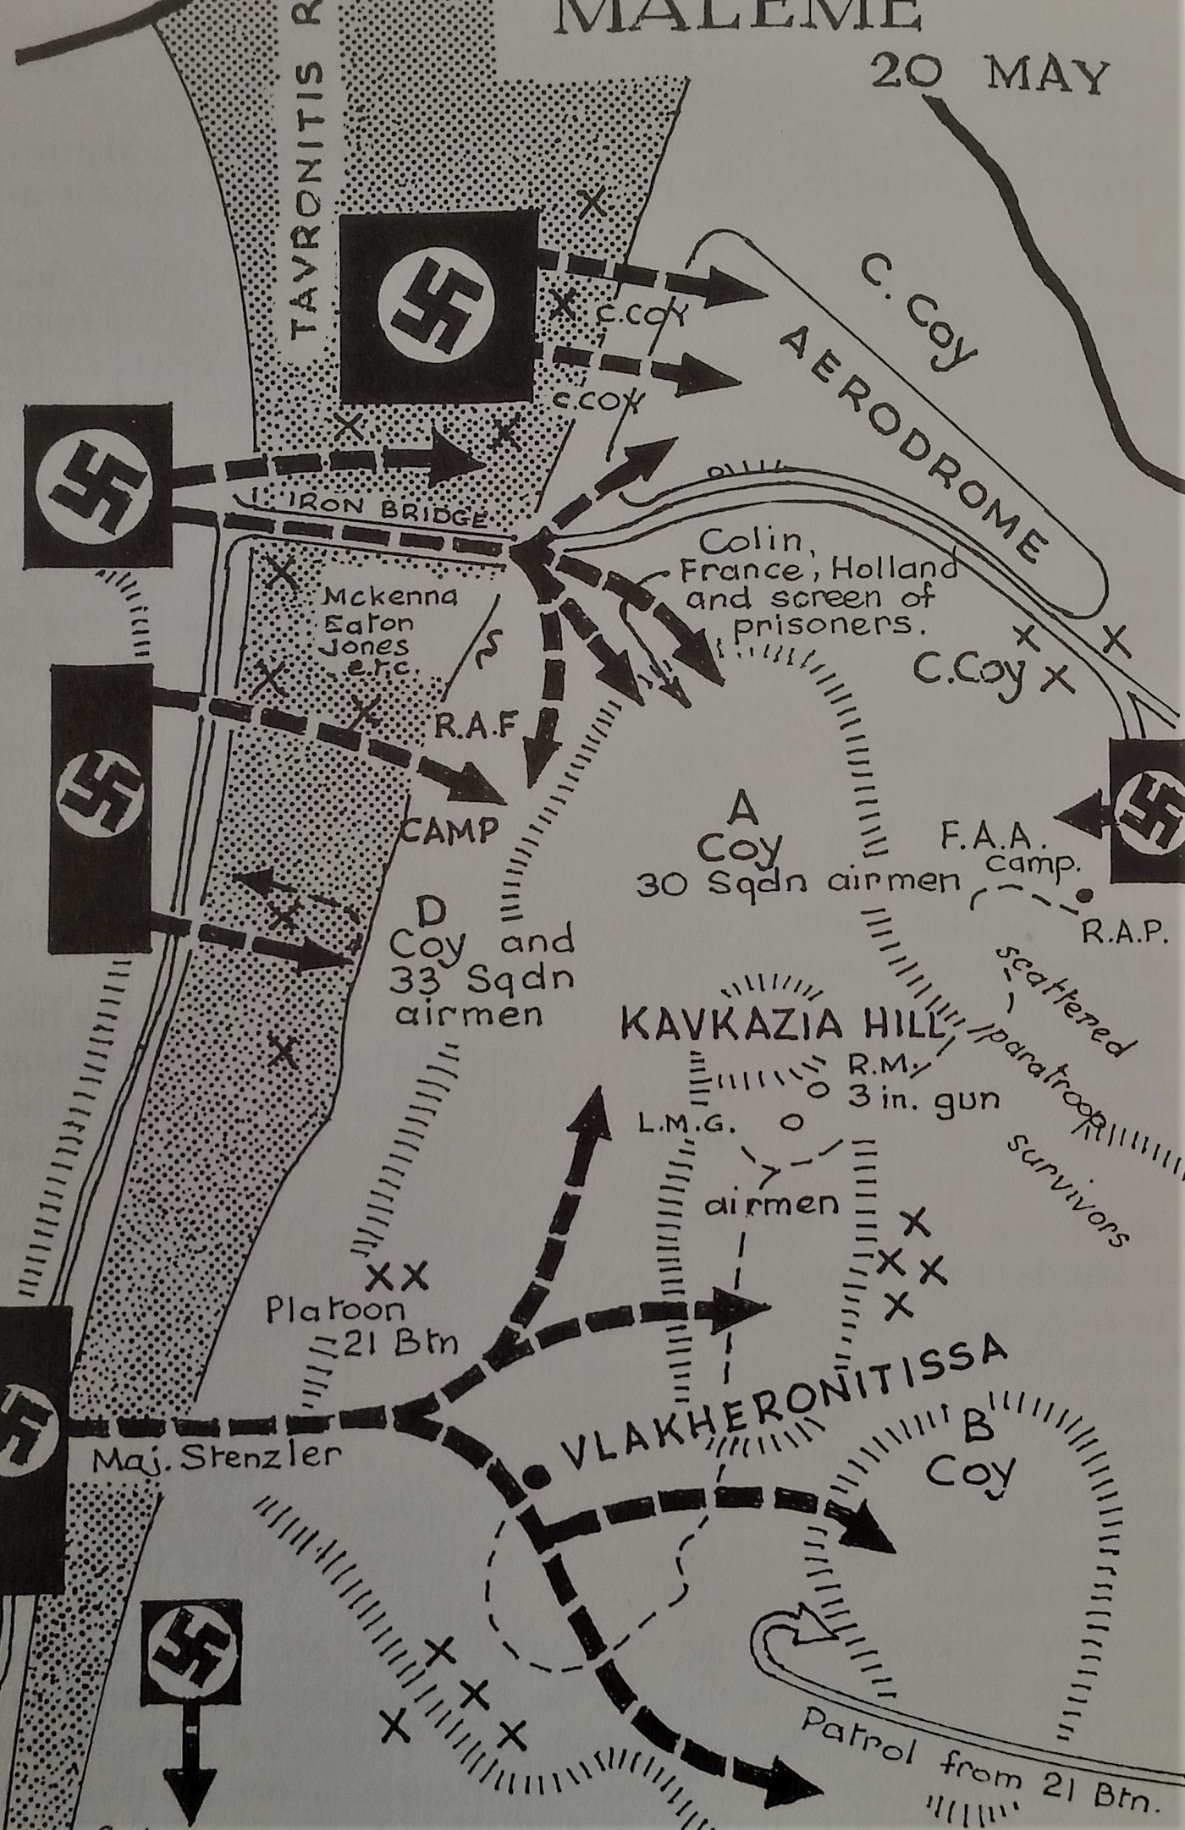 MALEME
20 MAY
TAVRONITIS R
C. Coy
C.COY
C.COY
AERODROME
IRON BRIDGE
Colin,
France, Holland
and screen of
prisoners.
Mckenna
Eaton
Jones
etc.
C.Coy
R.A.F
CAMP
A
Coy
30 Sqdn airmen
F.A.A.
camp.
R.A.P.
D
Coy and
33 Sqdn
airmen
scattered
paratroop
survivors
KAVKAZIA HILL
R.M.
3 in. gun
L.M.G.
airmen
Platoon
21 Btn
Maj. Stenzler
VLAKHERONITISSA
B
Coy
Patrol from 21 Btn.